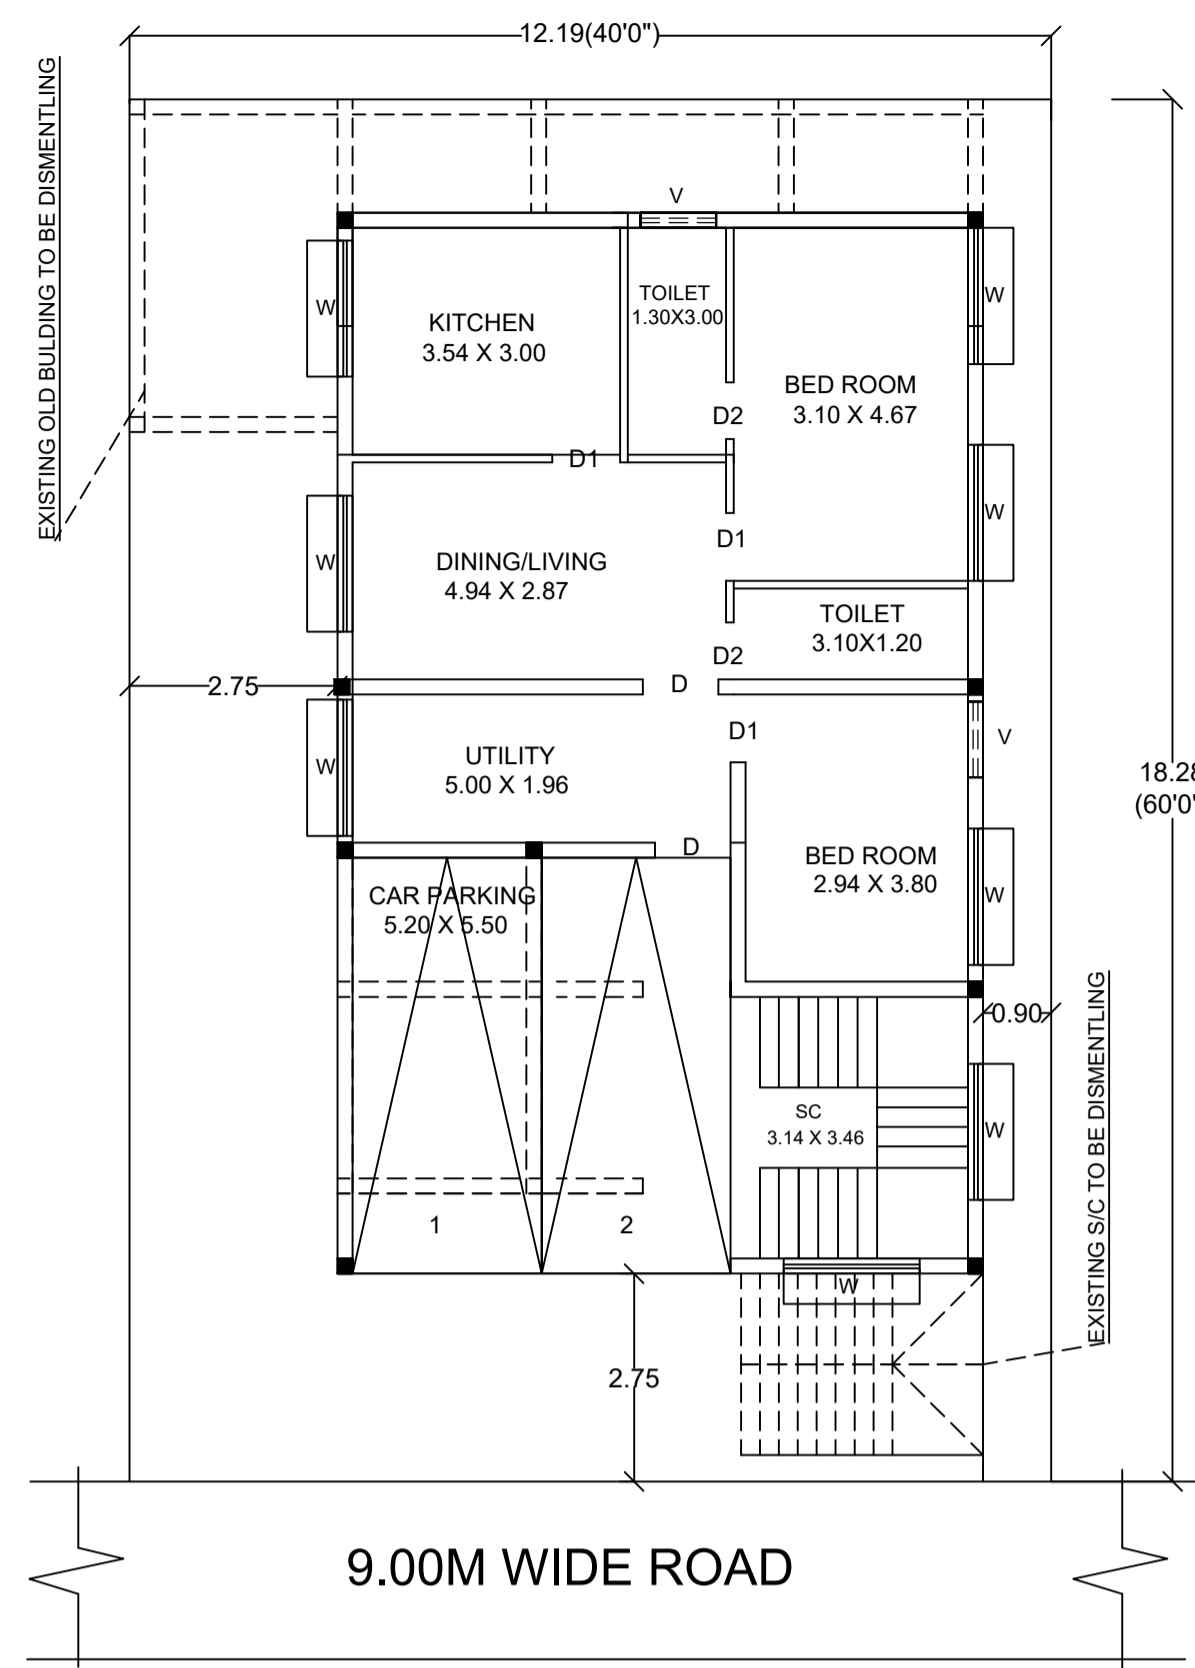 12.19(40'0")
EXISTING OLD BULDING TO BE DISMENTLING
V
W
KITCHEN
3.54 X 3.00
TOILET
1.30X3.00
W
BED ROOM
3.10 X 4.67
D2
D1
W
W
DINING/LIVING
4.94 X 2.87
D1
TOILET
3.10X1.20
D2
2.75
D
D1
V
W
UTILITY
5.00 X 1.96
18.28
(60'0"
D
BED ROOM
2.94 X 3.80
W
CAR PARKING
5.20 X 5.50
0.90
EXISTING S/C TO BE DISMENTLING
SC
3.14 X 3.46
W
1
2
W
2.75
9.00M WIDE ROAD